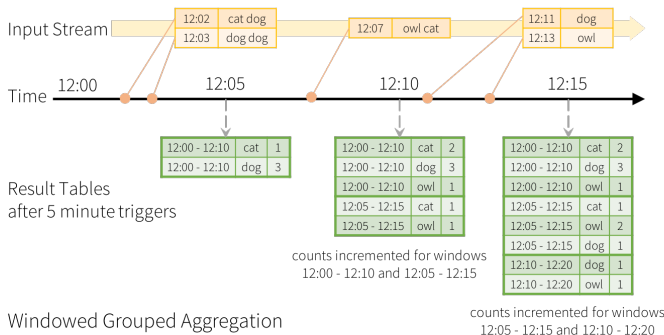 Input Stream
12:02 cat dog
12:03 dog dog
12:07 owl cat
12:11 dog
12:13 owl
Time
12:00
12:05
12:10
12:15
Result Tables
after 5 minute triggers
12:00 - 12:10 cat 1
12:00 - 12:10 dog 3
12:00 - 12:10 cat 2
12:00 - 12:10 dog 3
12:00 - 12:10 owl 1
12:05 - 12:15 cat 1
12:05 - 12:15 owl 1
counts incremented for windows
12:00 - 12:10 and 12:05 - 12:15
12:00 - 12:10 cat 2
12:00 - 12:10 dog 3
12:00 - 12:10 owl 1
12:05 - 12:15 cat 1
12:05 - 12:15 owl 2
12:05 - 12:15 dog 1
12:10 - 12:20 dog 1
12:10 - 12:20 owl 1
counts incremented for windows
12:05 - 12:15 and 12:10 - 12:20
Windowed Grouped Aggregation